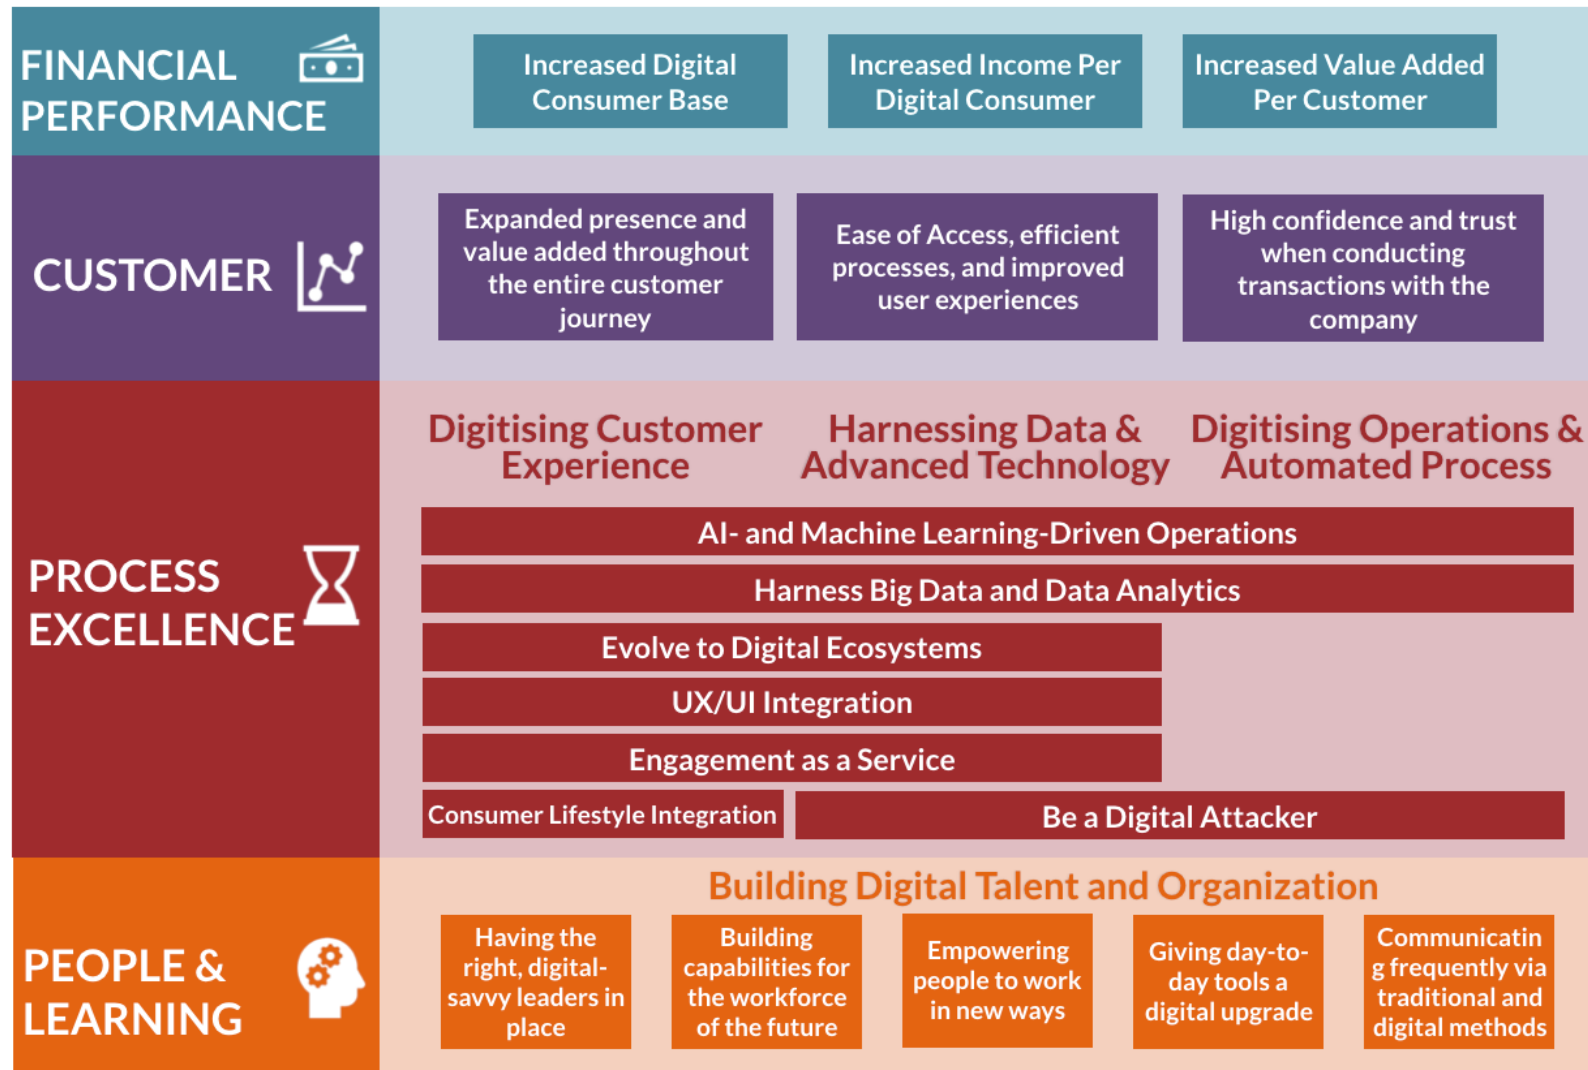 FINANCIAL
PERFORMANCE
Increased Digital
Consumer Base
Increased Income Per
Digital Consumer
Increased Value Added
Per Customer
CUSTOMER
Expanded presence and
value added throughout
the entire customer
journey
Ease of Access, efficient
processes, and improved
user experiences
High confidence and trust
when conducting
transactions with the
company
PROCESS
EXCELLENCE
Digitising Customer
Experience
Harnessing Data &
Advanced Technology
Digitising Operations &
Automated Process
AI- and Machine Learning-Driven Operations
Harness Big Data and Data Analytics
Evolve to Digital Ecosystems
UX/UI Integration
Engagement as a Service
Consumer Lifestyle Integration
Be a Digital Attacker
PEOPLE &
LEARNING
Building Digital Talent and Organization
Having the
right, digital-
savvy leaders in
place
Building
capabilities for
the workforce
of the future
Empowering
people to work
in new ways
Giving day-to-
day tools a
digital upgrade
Communicatin
g frequently via
traditional and
digital methods